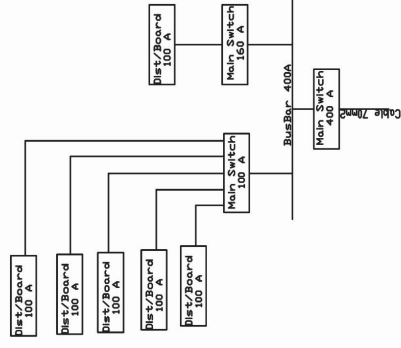 Dist/Board
100 A
Main Switch
160 A
BusBar 400A
Main Switch
400 A
Cable 70mm2
Main Switch
100 A
Dist/Board
100 A
Dist/Board
100 A
Dist/Board
100 A
Dist/Board
100 A
Dist/Board
100 A